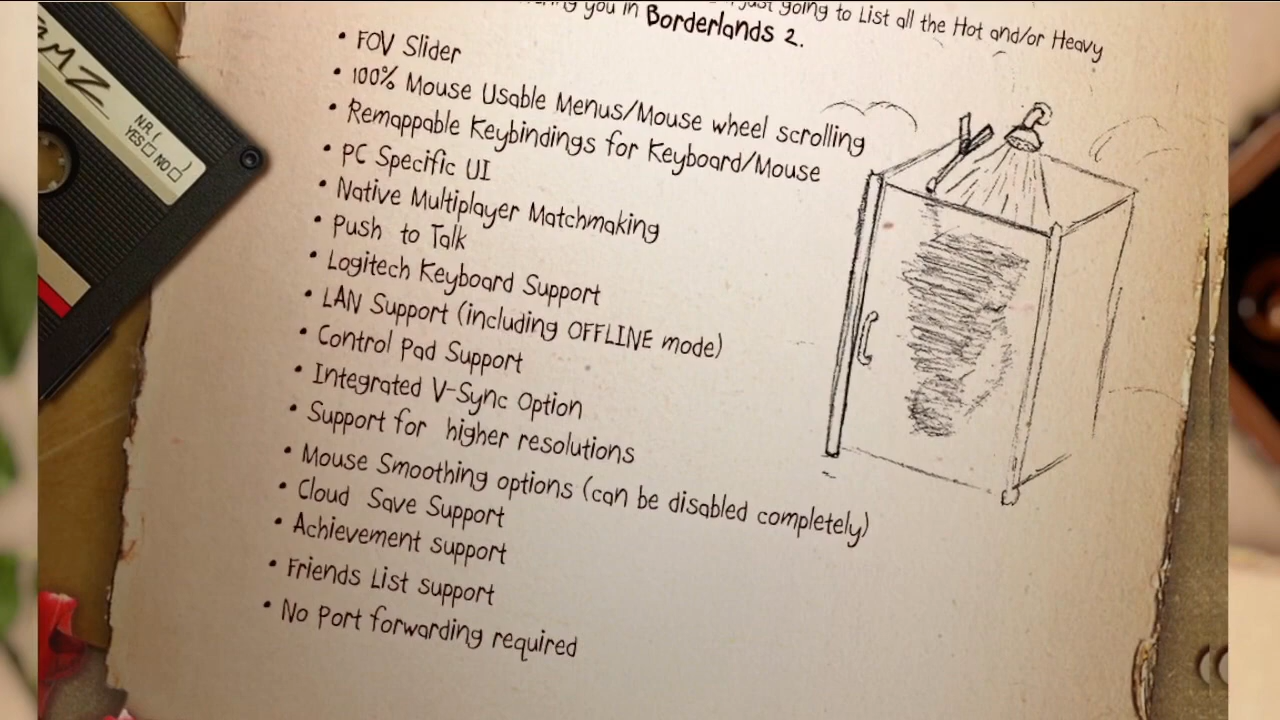 just going to List all the Hot and/or Heavy
you in Borderlands 2.
• FOV Slider
• 100% Mouse Usable Menus/Mouse wheel scrolling
• Remappable Keybindings for Keyboard/Mouse
• PC Specific UI
• Native Multiplayer Matchmaking
• Push to Talk
• Logitech Keyboard Support
• LAN Support (including OFFLINE mode)
• Control Pad Support
• Integrated V-Sync Option
• Support for higher resolutions
• Mouse Smoothing options (can be disabled completely)
• Cloud Save Support
• Achievement support
• Friends List support
• No Port forwarding required
N.R.
YES NO